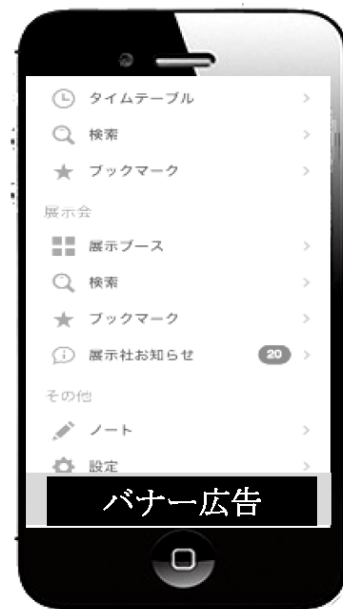 タイムテーブル
検索
ブックマーク
展示会
展示ブース
検索
ブックマーク
展示社お知らせ 20
その他
ノート
設定
バナー広告